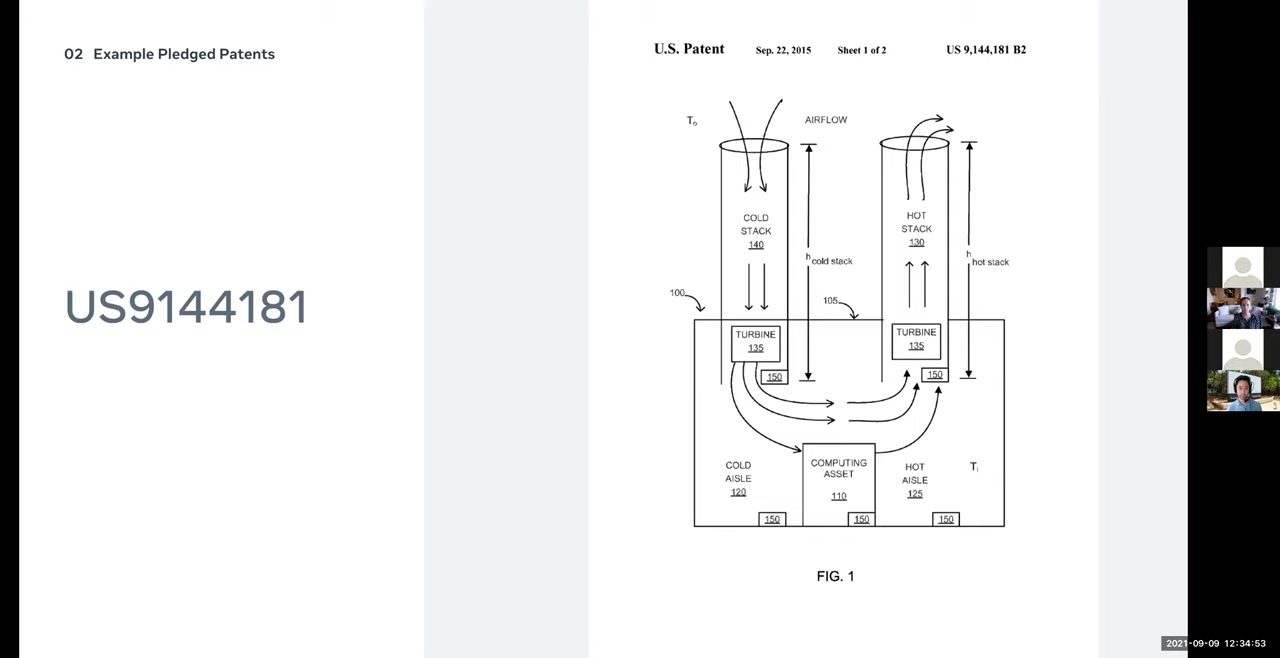 02 Example Pledged Patents
US9144181
U.S. Patent Sep. 22, 2015 Sheet 1 of 2 US 9,144,181 B2
To AIRFLOW
COLD
STACK
140
HOT
STACK
130
h cold stack
h hot stack
100
105
TURBINE
135
TURBINE
135
150
150
COLD
AISLE
120
COMPUTING
ASSET
110
HOT
AISLE
125
Ti
150
150
150
FIG. 1
2021-09-09 12:34:53